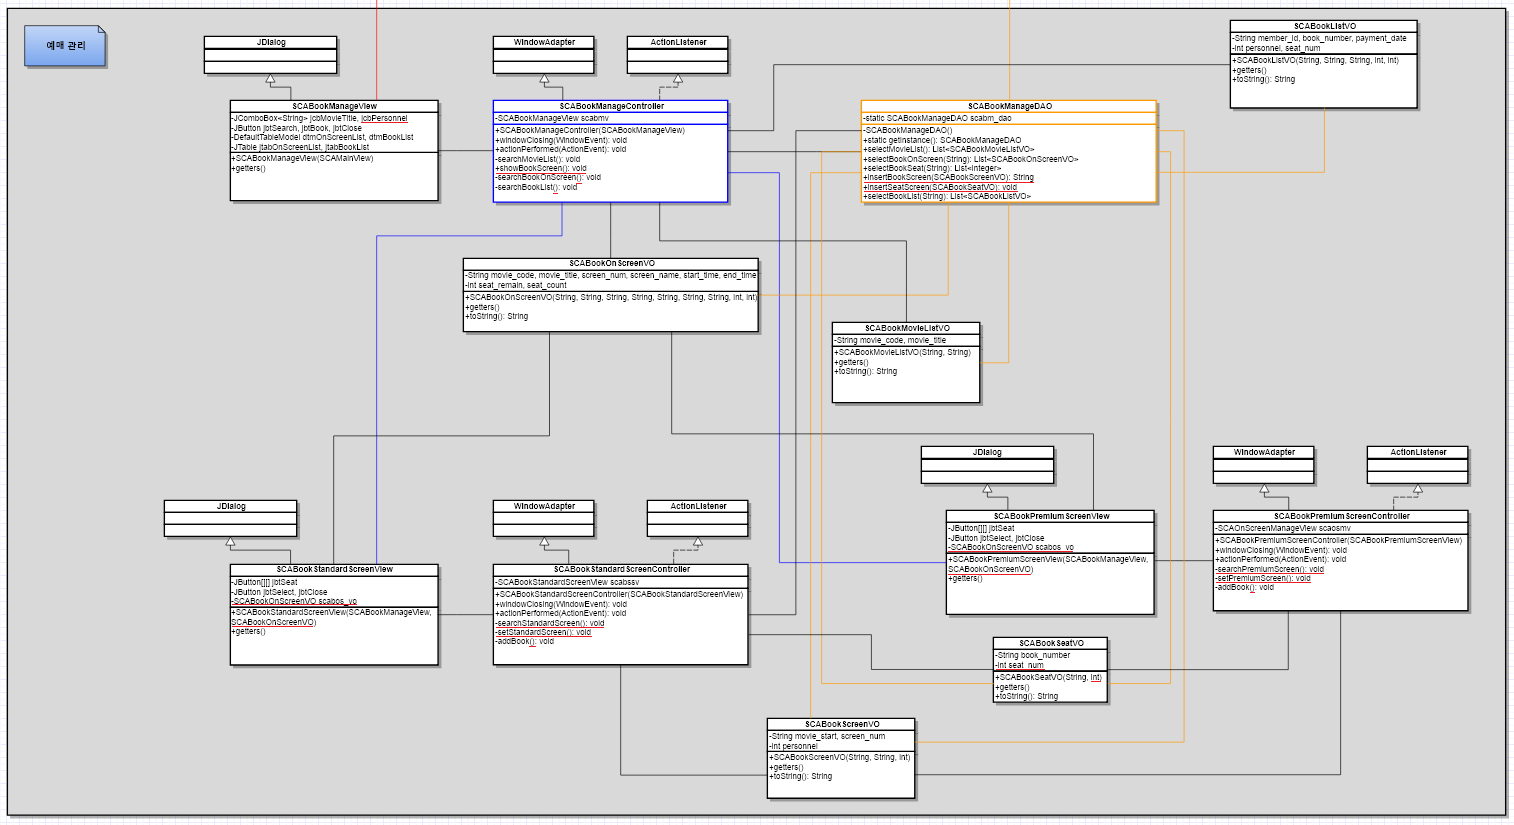 예매 관리
JDialog
WindowAdapter
ActionListener
SCABookListVO
-String member_id, book_number, payment_date
-int personnel, seat_num
+SCABookListVO(String, String, String, int, int)
+getters()
+toString(): String
SCABookManageView
-JComboBox<String> jcbMovieTitle, jcbPersonnel
-JButton jbtSearch, jbtBook, jbtClose
-DefaultTableModel dtmOnScreenList, dtmBookList
-JTable jtabOnScreenList, jtabBookList
+SCABookManageView(SCAMainView)
+getters()
SCABookManageController
-SCABookManageView scabmv
+SCABookManageController(SCABookManageView)
+windowClosing(WindowEvent): void
+actionPerformed(ActionEvent): void
-searchMovieList(): void
+showBookScreen(): void
-searchBookOnScreen(): void
-searchBookList(): void
SCABookManageDAO
-static SCABookManageDAO scabm_dao
-SCABookManageDAO()
+static getInstance(): SCABookManageDAO
+selectMovieList(): List<SCABookMovieListVO>
+selectBookOnScreen(String): List<SCABookOnScreenVO>
+selectBookSeat(String): List<Integer>
+insertBookScreen(SCABookScreenVO): String
+insertSeatScreen(SCABookSeatVO): void
+selectBookList(String): List<SCABookListVO>
SCABookOnScreenVO
-String movie_code, movie_title, screen_num, screen_name, start_time, end_time
-int seat_remain, seat_count
+SCABookOnScreenVO(String, String, String, String, String, String, int, int)
+getters()
+toString(): String
SCABookMovieListVO
-String movie_code, movie_title
+SCABookMovieListVO(String, String)
+getters()
+toString(): String
JDialog
WindowAdapter
ActionListener
SCABookPremiumScreenView
-JButton[][] jbtSeat
-JButton jbtSelect, jbtClose
-SCABookOnScreenVO scabos_vo
+SCABookPremiumScreenView(SCABookManageView,
SCABookOnScreenVO)
+getters()
SCABookPremiumScreenController
-SCAOnScreenManageView scaosmv
+SCABookPremiumScreenController(SCABookPremiumScreenView)
+windowClosing(WindowEvent): void
+actionPerformed(ActionEvent): void
-searchPremiumScreen(): void
-setPremiumScreen(): void
-addBook(): void
JDialog
WindowAdapter
ActionListener
SCABookStandardScreenView
-JButton[][] jbtSeat
-JButton jbtSelect, jbtClose
-SCABookOnScreenVO scabos_vo
+SCABookStandardScreenView(SCABookManageView,
SCABookOnScreenVO)
+getters()
SCABookStandardScreenController
-SCABookStandardScreenView scabssv
+SCABookStandardScreenController(SCABookStandardScreenView)
+windowClosing(WindowEvent): void
+actionPerformed(ActionEvent): void
-searchStandardScreen(): void
-setStandardScreen(): void
-addBook(): void
SCABookSeatVO
-String book_number
-int seat_num
+SCABookSeatVO(String, int)
+getters()
+toString(): String
SCABookScreenVO
-String movie_start, screen_num
-int personnel
+SCABookScreenVO(String, String, int)
+getters()
+toString(): String